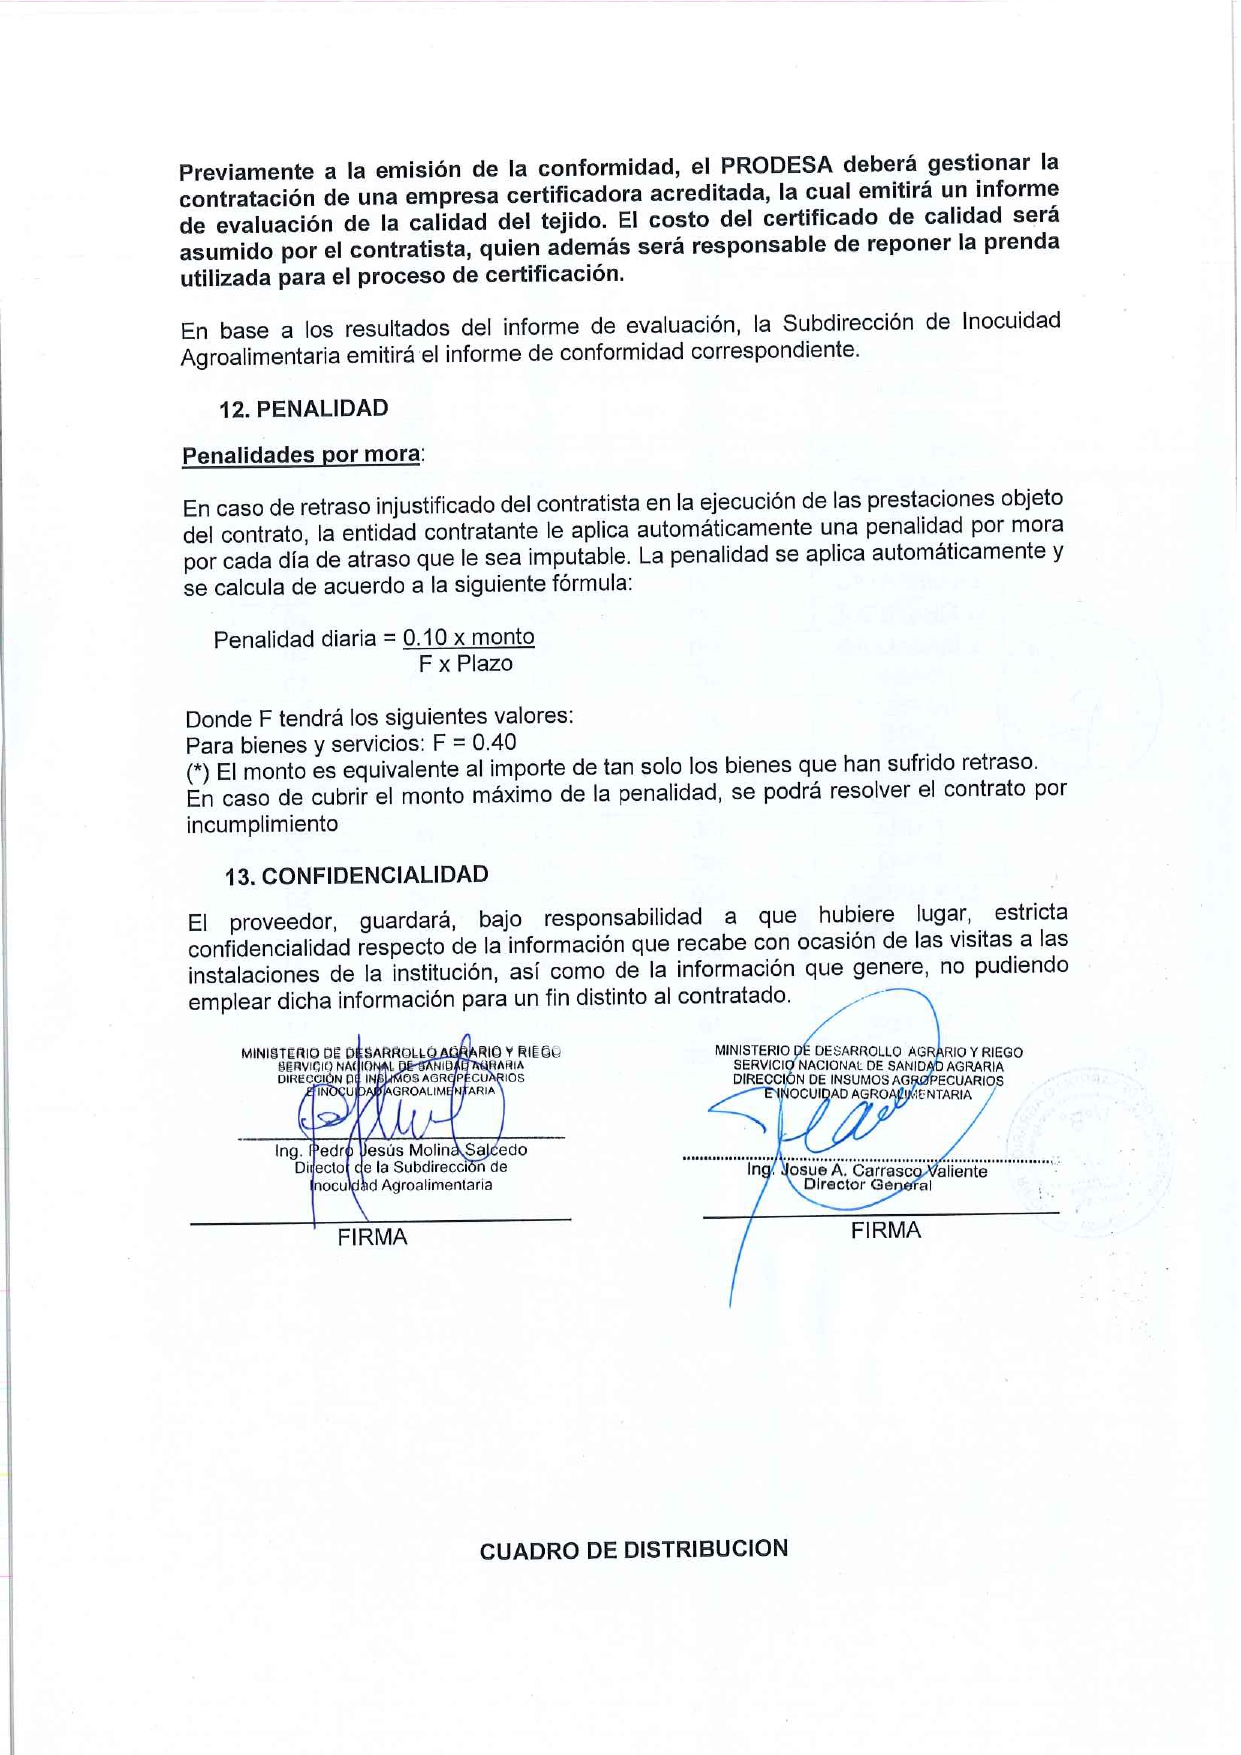 Previamente a la emisión de la conformidad, el PRODESA deberá gestionar la
contratación de una empresa certificadora acreditada, la cual emitirá un informe
de evaluación de la calidad del tejido. El costo del certificado de calidad será
asumido por el contratista, quien además será responsable de reponer la prenda
utilizada para el proceso de certificación.
En base a los resultados del informe de evaluación, la Subdirección de Inocuidad
Agroalimentaria emitirá el informe de conformidad correspondiente.
12. PENALIDAD
Penalidades por mora:
En caso de retraso injustificado del contratista en la ejecución de las prestaciones objeto
del contrato, la entidad contratante le aplica automáticamente una penalidad por mora
por cada día de atraso que le sea imputable. La penalidad se aplica automáticamente y
se calcula de acuerdo a la siguiente fórmula:
Penalidad diaria = 0.10 x monto
F x Plazo
Donde F tendrá los siguientes valores:
Para bienes y servicios: F = 0.40
(*) El monto es equivalente al importe de tan solo los bienes que han sufrido retraso.
En caso de cubrir el monto máximo de la penalidad, se podrá resolver el contrato por
incumplimiento
13. CONFIDENCIALIDAD
El proveedor, guardará, bajo responsabilidad a que hubiere lugar, estricta
confidencialidad respecto de la información que recabe con ocasión de las visitas a las
instalaciones de la institución, así como de la información que genere, no pudiendo
emplear dicha información para un fin distinto al contratado.
MINISTERIO DE DESARROLLO AGRARIO Y RIEGO
SERVICIO NACIONAL DE SANIDAD AGRARIA
DIRECCIÓN DE INSUMOS AGROPECUARIOS
E INOCUIDAD AGROALIMENTARIA
Ing. Pedro Jesús Molina Salcedo
Director de la Subdirección de
Inocuidad Agroalimentaria
FIRMA
MINISTERIO DE DESARROLLO AGRARIO Y RIEGO
SERVICIO NACIONAL DE SANIDAD AGRARIA
DIRECCIÓN DE INSUMOS AGROPECUARIOS
E INOCUIDAD AGROALIMENTARIA
Ing. Josue A. Carrasco Valiente
Director General
FIRMA
CUADRO DE DISTRIBUCION